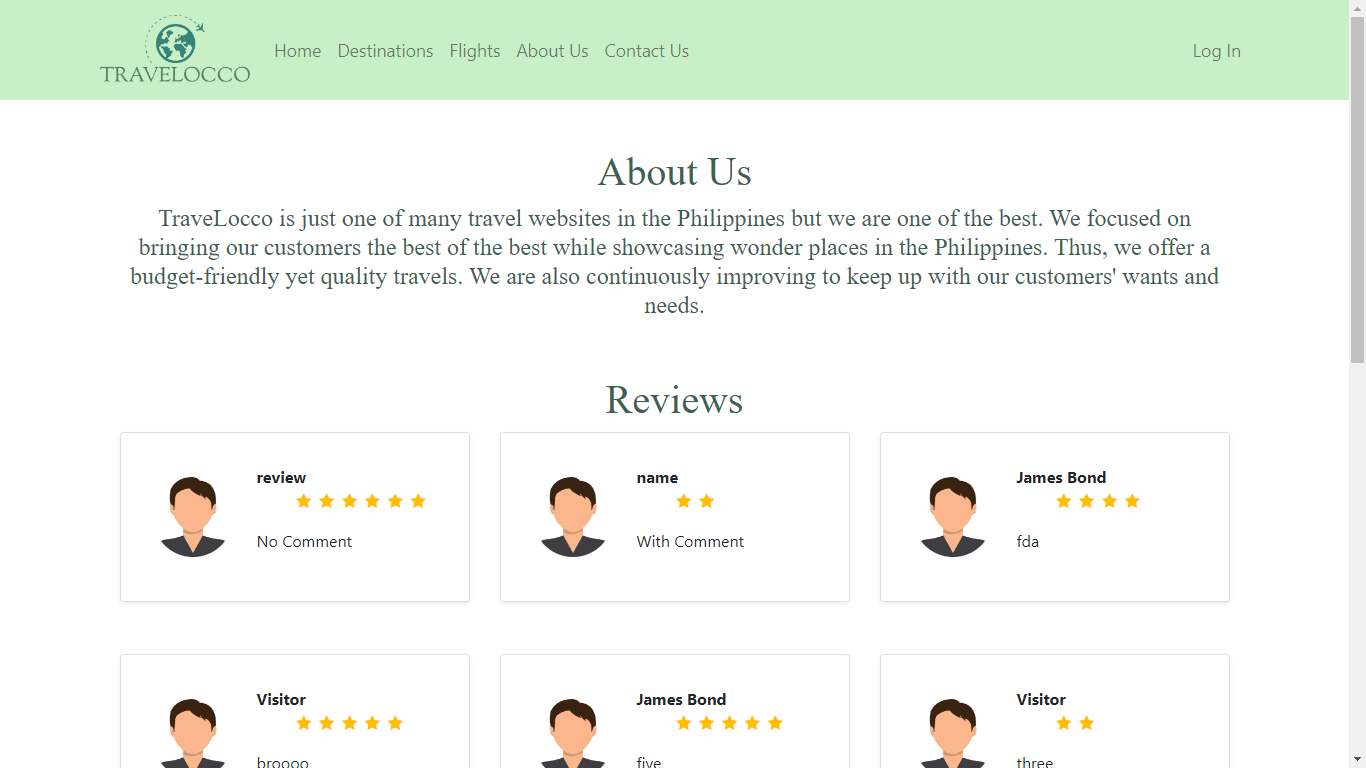 TRAVELOCCO
Home Destinations Flights About Us Contact Us Log In
About Us
TraveLocco is just one of many travel websites in the Philippines but we are one of the best. We focused on
bringing our customers the best of the best while showcasing wonder places in the Philippines. Thus, we offer a
budget-friendly yet quality travels. We are also continuously improving to keep up with our customers' wants and
needs.
Reviews
review
No Comment
name
With Comment
James Bond
fda
Visitor
broooo
James Bond
five
Visitor
three